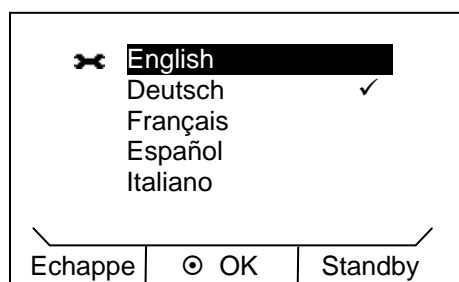 English
Deutsch ✓
Français
Español
Italiano
Echappe ⊙ OK Standby